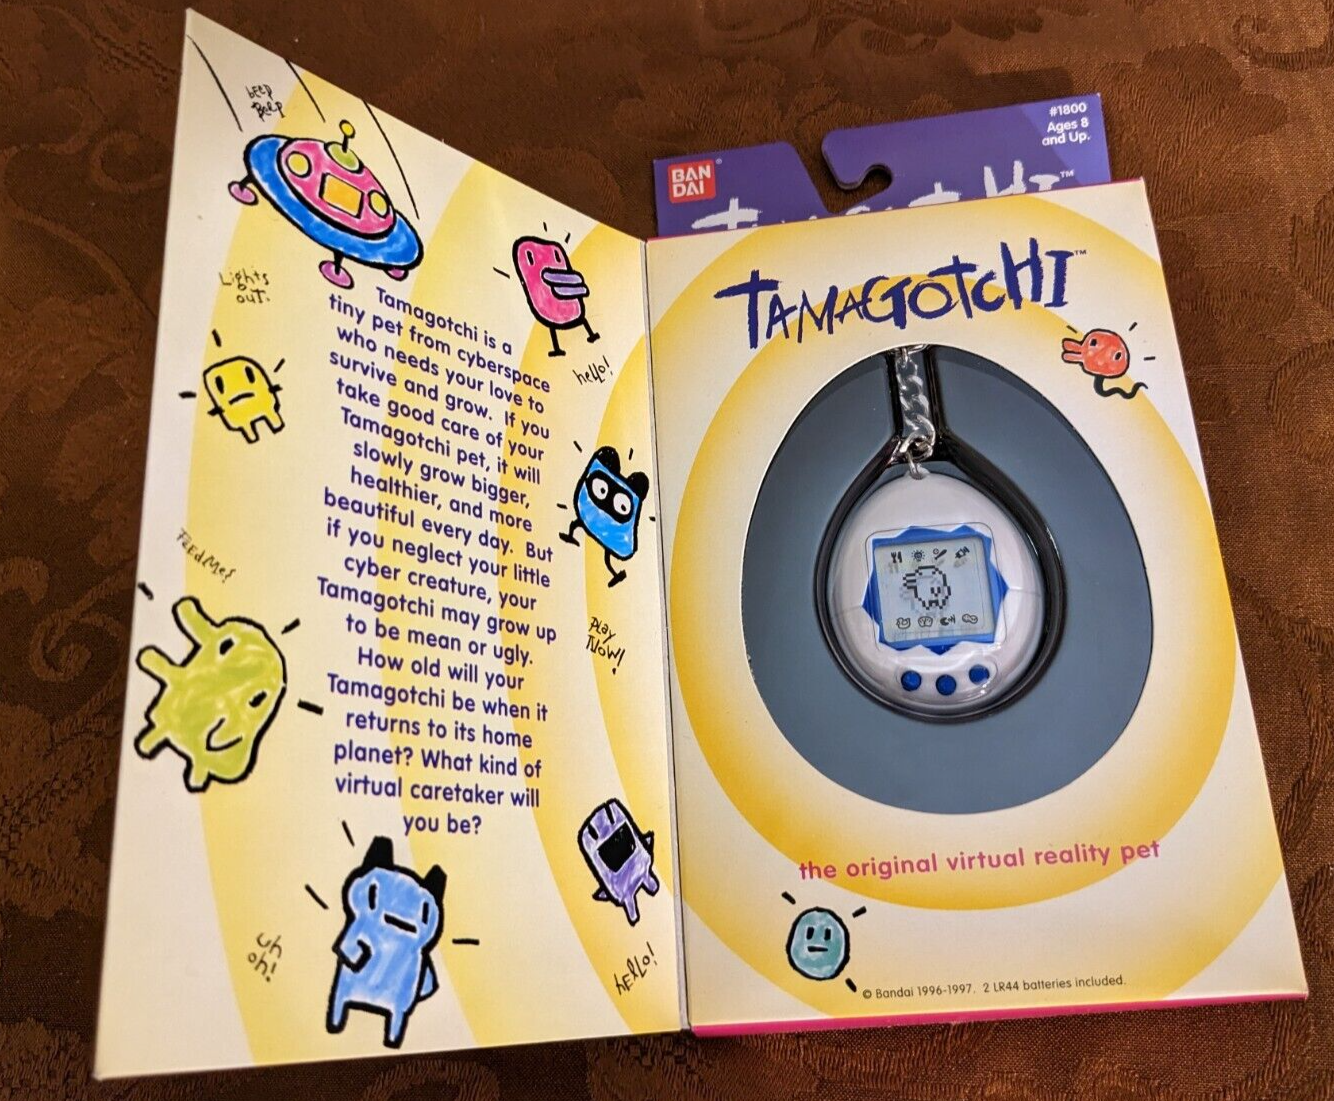 beep
Beep
Lights
out.
hello!
Feed Me!
Play
Now!
uh
oh!
hello!
Tamagotchi is a
tiny pet from cyberspace
who needs your love to
survive and grow. If you
take good care of your
Tamagotchi pet, it will
slowly grow bigger,
healthier, and more
beautiful every day. But
if you neglect your little
cyber creature, your
Tamagotchi may grow up
to be mean or ugly.
How old will your
Tamagotchi be when it
returns to its home
planet? What kind of
virtual caretaker will
you be?
#1800
Ages 8
and Up.
BAN
DAI®
TAMAGOTCHI™
TAMAGOTCHI™
the original virtual reality pet
© Bandai 1996-1997. 2 LR44 batteries included.